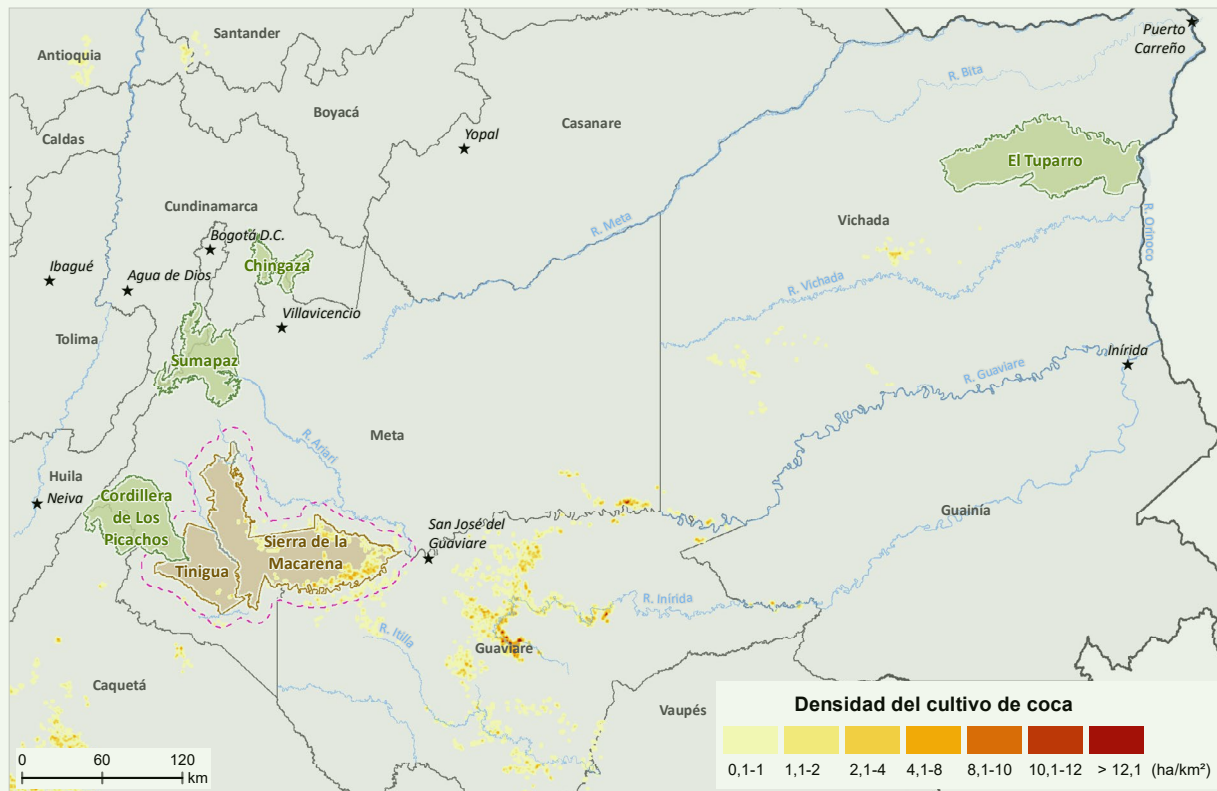 Santander
Antioquia
Puerto
Carreño
R. Bita
Boyacá
Casanare
Caldas
Yopal
El Tuparro
Cundinamarca
R. Meta
Vichada
R. Orinoco
Bogotá D.C.
Chingaza
Ibagué
Agua de Dios
R. Vichada
Villavicencio
Tolima
Sumapaz
Inírida
R. Guaviare
R. Ariari
Meta
Huila
Neiva
Cordillera
de Los
Picachos
San José del
Guaviare
Guainía
Sierra de la
Macarena
Tinigua
R. Inírida
R. Itilla
Guaviare
Caquetá
Vaupés
Densidad del cultivo de coca
0,1-1 1,1-2 2,1-4 4,1-8 8,1-10 10,1-12 > 12,1 (ha/km²)
0 60 120
km